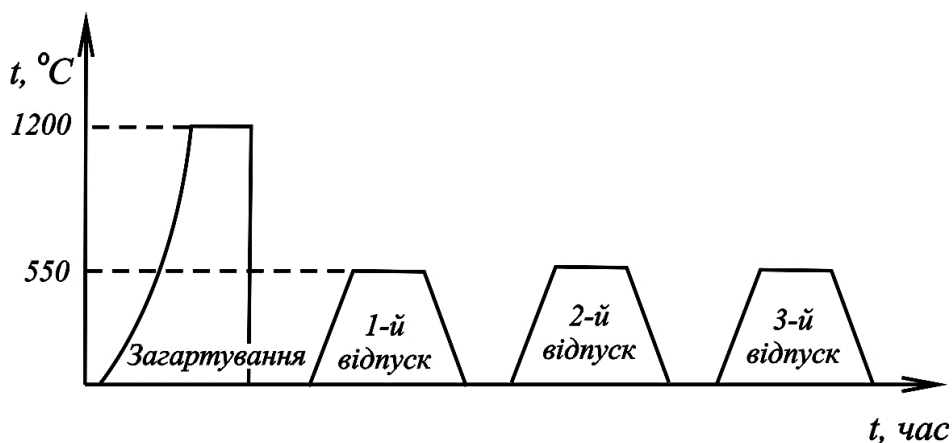 t, °C
1200
550
Загартування
1-й
відпуск
2-й
відпуск
3-й
відпуск
t, час